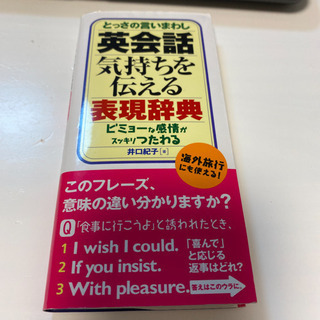 とっさの言いまわし
英会話
気持ちを
伝える
表現辞典
ビミョーな感情が
スッキリつたわる
井口紀子 著
海外旅行
にも使える!
このフレーズ、
意味の違い分かりますか?
Q「食事に行こうよ」と誘われたとき、
1 I wish I could.
2 If you insist.
3 With pleasure.
「喜んで」
と応じる
返事はどれ?
答えはこのウラに。